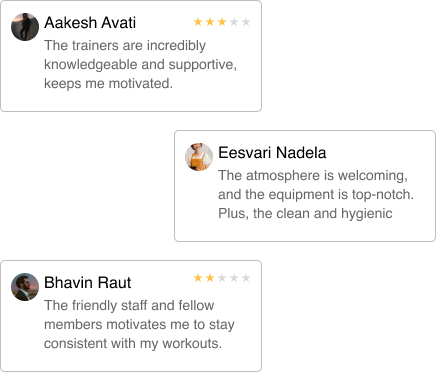 Aakesh Avati
The trainers are incredibly
knowledgeable and supportive,
keeps me motivated.
Eesvari Nadela
The atmosphere is welcoming,
and the equipment is top-notch.
Plus, the clean and hygienic
Bhavin Raut
The friendly staff and fellow
members motivates me to stay
consistent with my workouts.